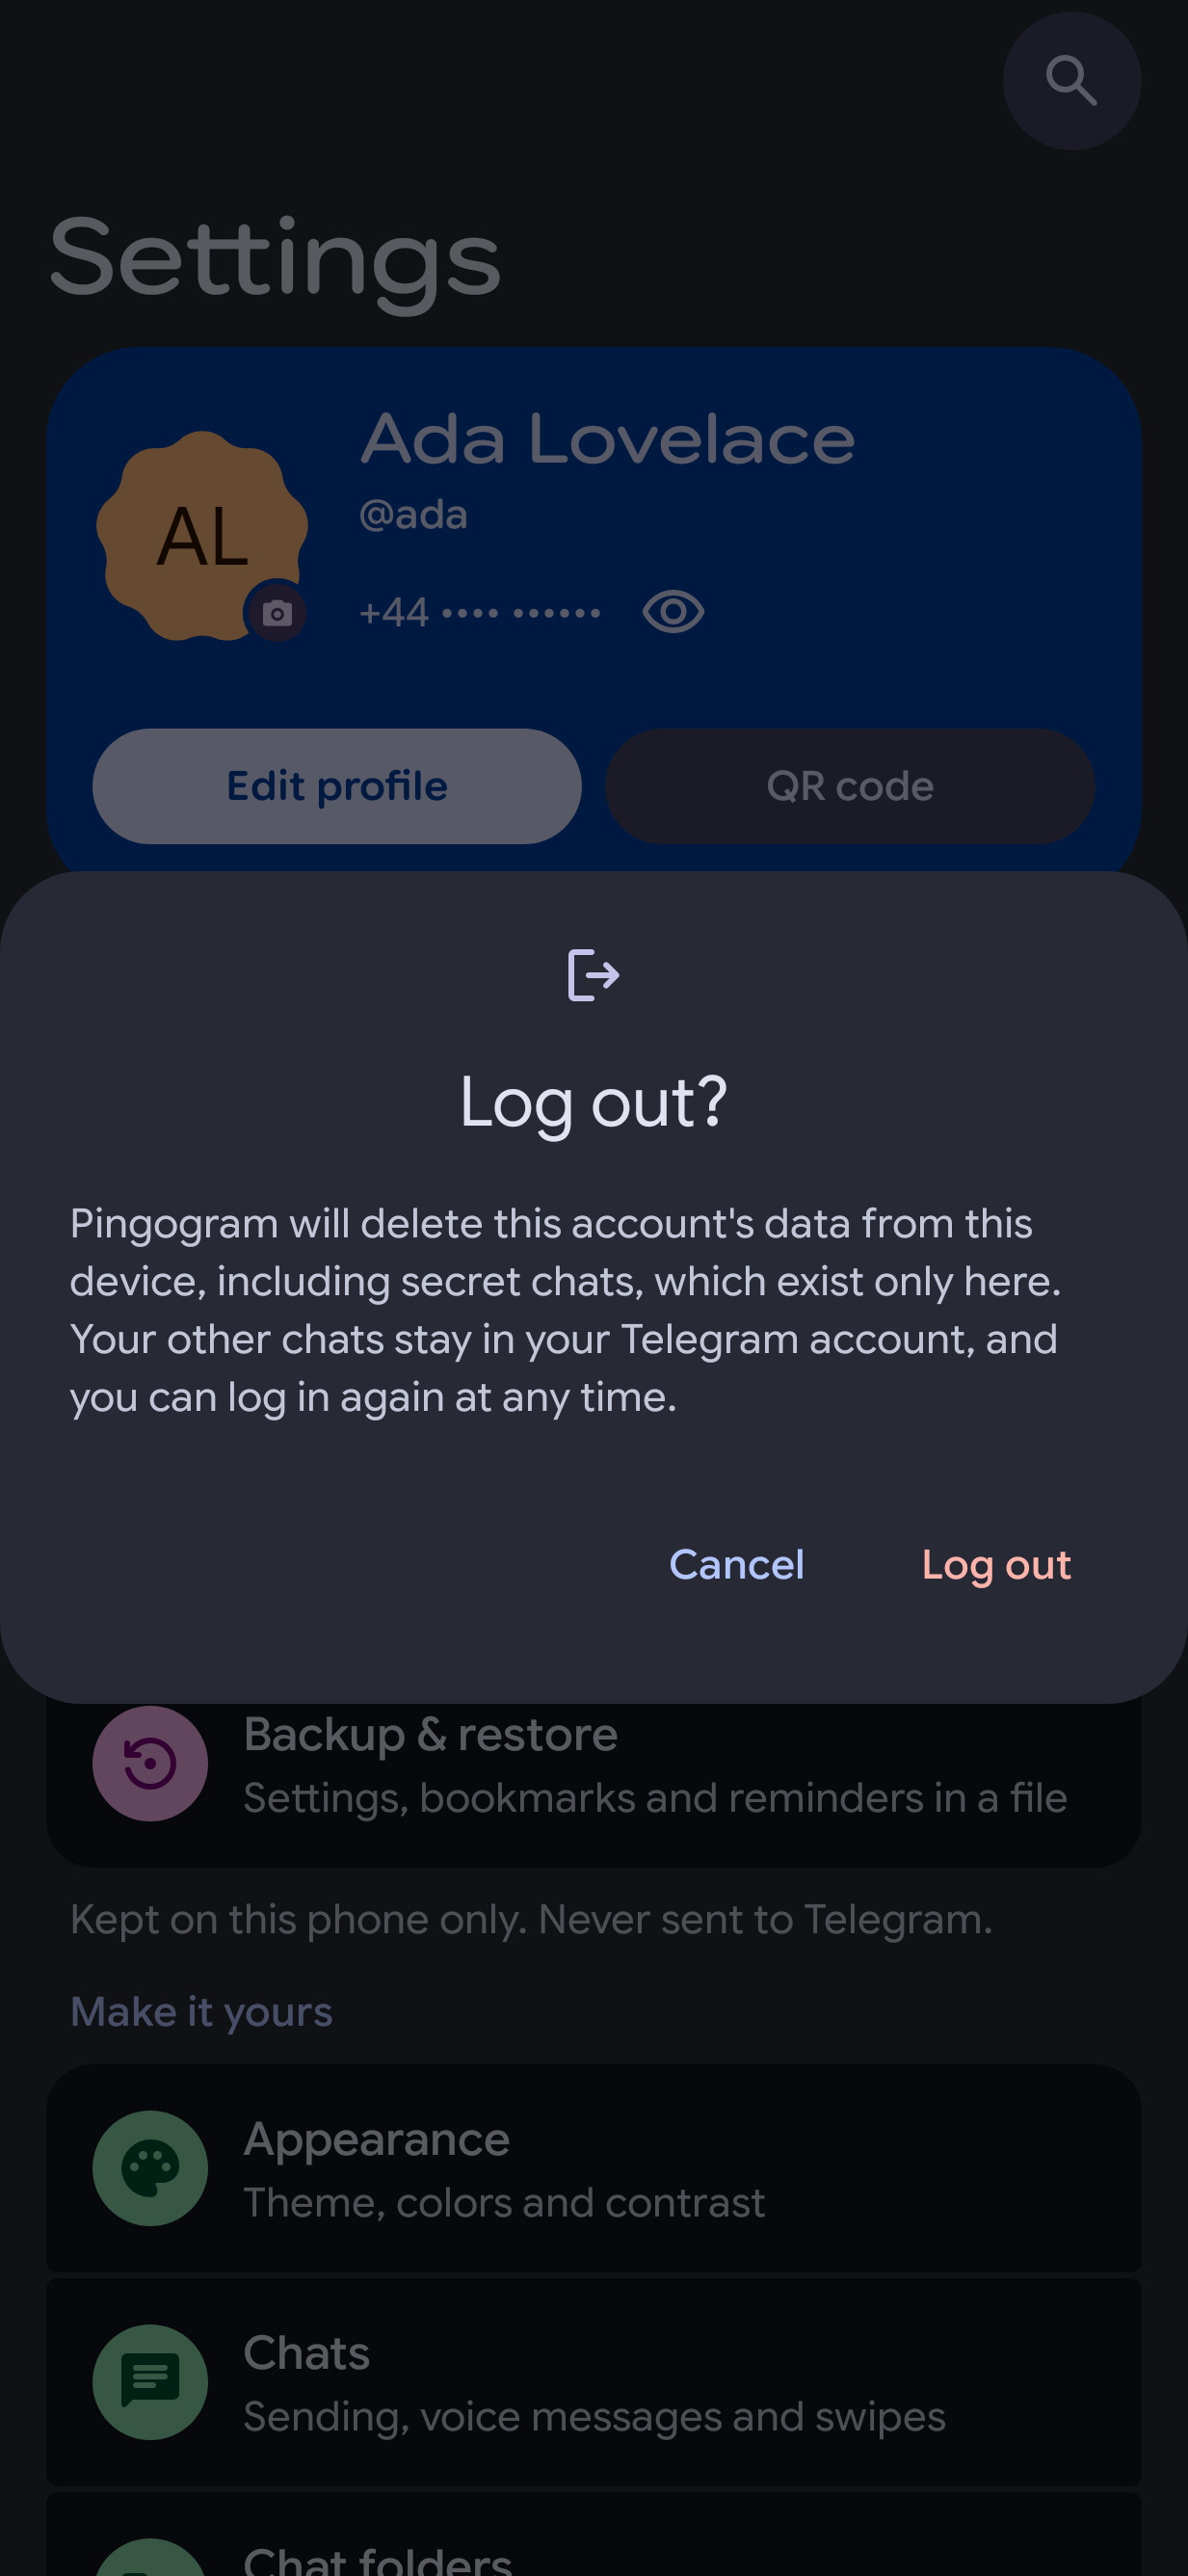 Settings
Ada Lovelace
@ada
+44 •••• ••••••
AL
Edit profile
QR code
Log out?
Pingogram will delete this account's data from this
device, including secret chats, which exist only here.
Your other chats stay in your Telegram account, and
you can log in again at any time.
Cancel
Log out
Backup & restore
Settings, bookmarks and reminders in a file
Kept on this phone only. Never sent to Telegram.
Make it yours
Appearance
Theme, colors and contrast
Chats
Sending, voice messages and swipes
Chat folders